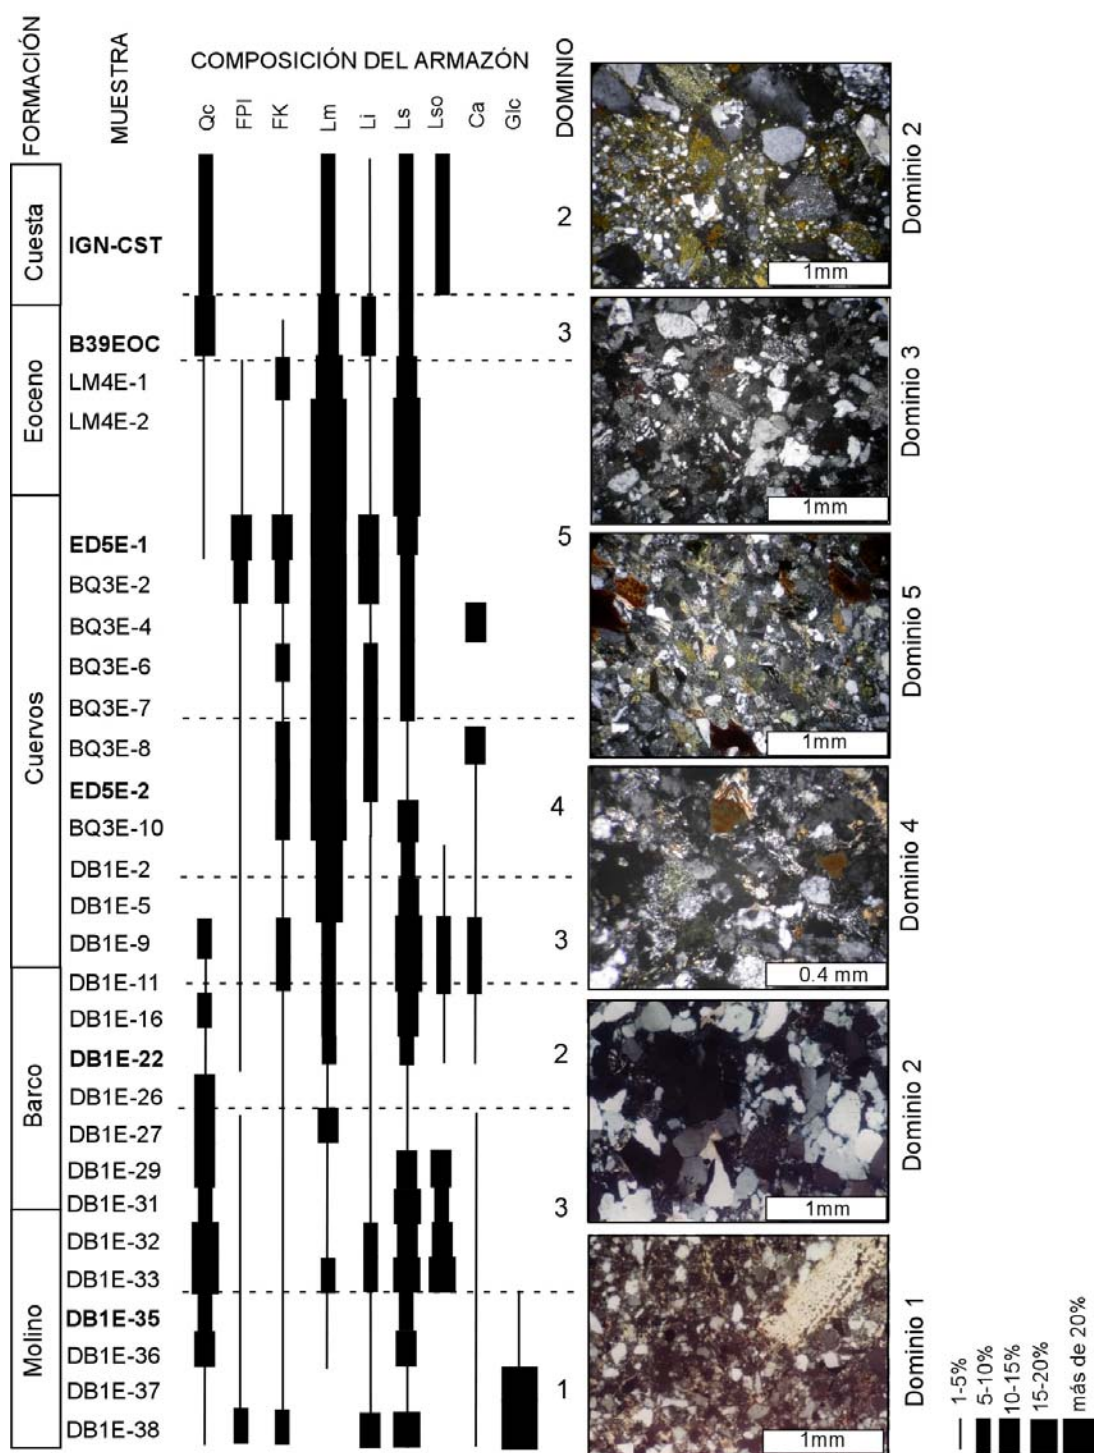 FORMACIÓN
MUESTRA
COMPOSICIÓN DEL ARMAZÓN
DOMINIO
Qc
FPl
FK
Lm
Li
Ls
Lso
Ca
Glc
Cuesta
Eoceno
Cuervos
Barco
Molino
IGN-CST
B39EOC
LM4E-1
LM4E-2
ED5E-1
BQ3E-2
BQ3E-4
BQ3E-6
BQ3E-7
BQ3E-8
ED5E-2
BQ3E-10
DB1E-2
DB1E-5
DB1E-9
DB1E-11
DB1E-16
DB1E-22
DB1E-26
DB1E-27
DB1E-29
DB1E-31
DB1E-32
DB1E-33
DB1E-35
DB1E-36
DB1E-37
DB1E-38
2
3
5
4
3
2
3
1
1mm
Dominio 2
1mm
Dominio 3
1mm
Dominio 5
0.4 mm
Dominio 4
1mm
Dominio 2
1mm
Dominio 1
1-5%
5-10%
10-15%
15-20%
más de 20%